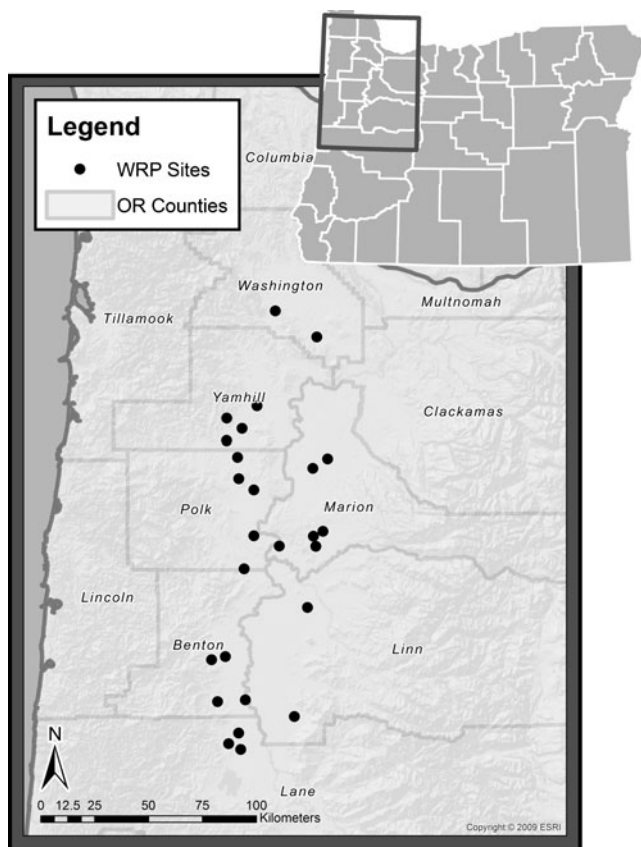 Legend
WRP Sites
OR Counties
Columbia
Washington
Multnomah
Tillamook
Yamhill
Clackamas
Polk
Marion
Lincoln
Benton
Linn
N
Lane
0 12.5 25 50 75 100
Kilometers
Copyright © 2009 ESRI